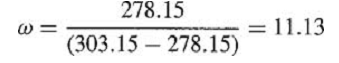 ω = 278.15 / (303.15 − 278.15) = 11.13